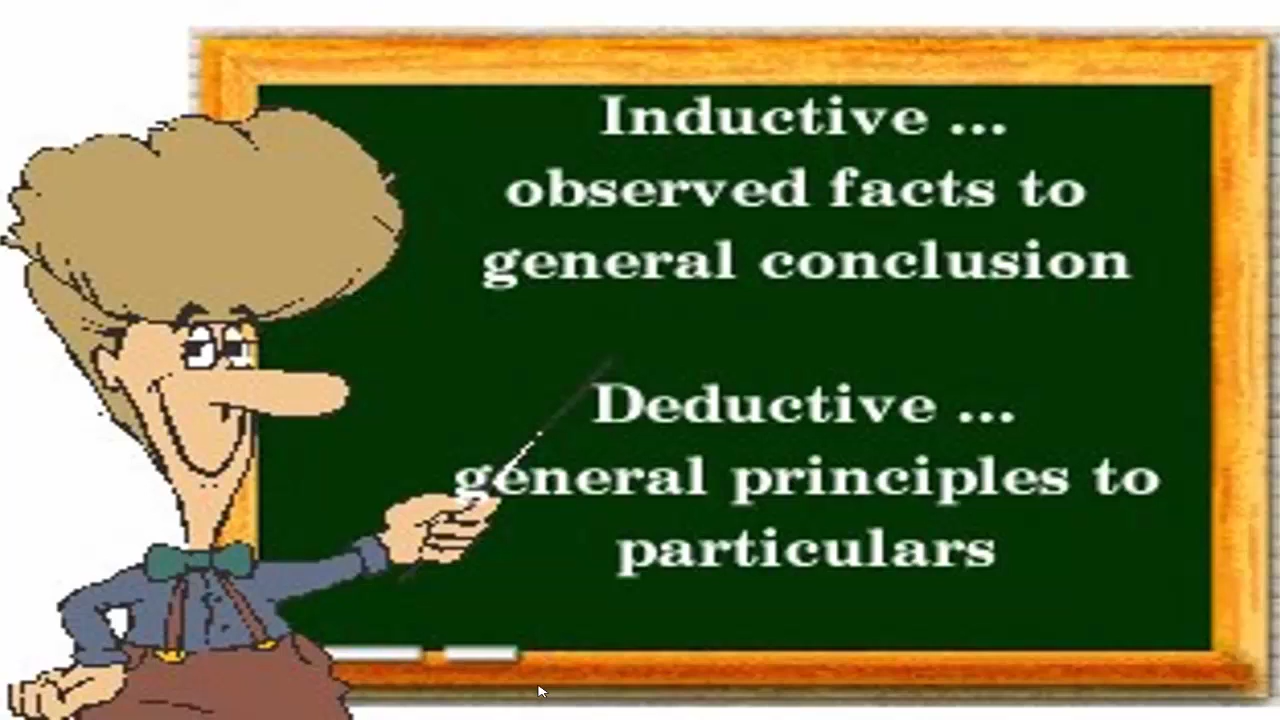 Inductive ...
observed facts to
general conclusion
Deductive ...
general principles to
particulars